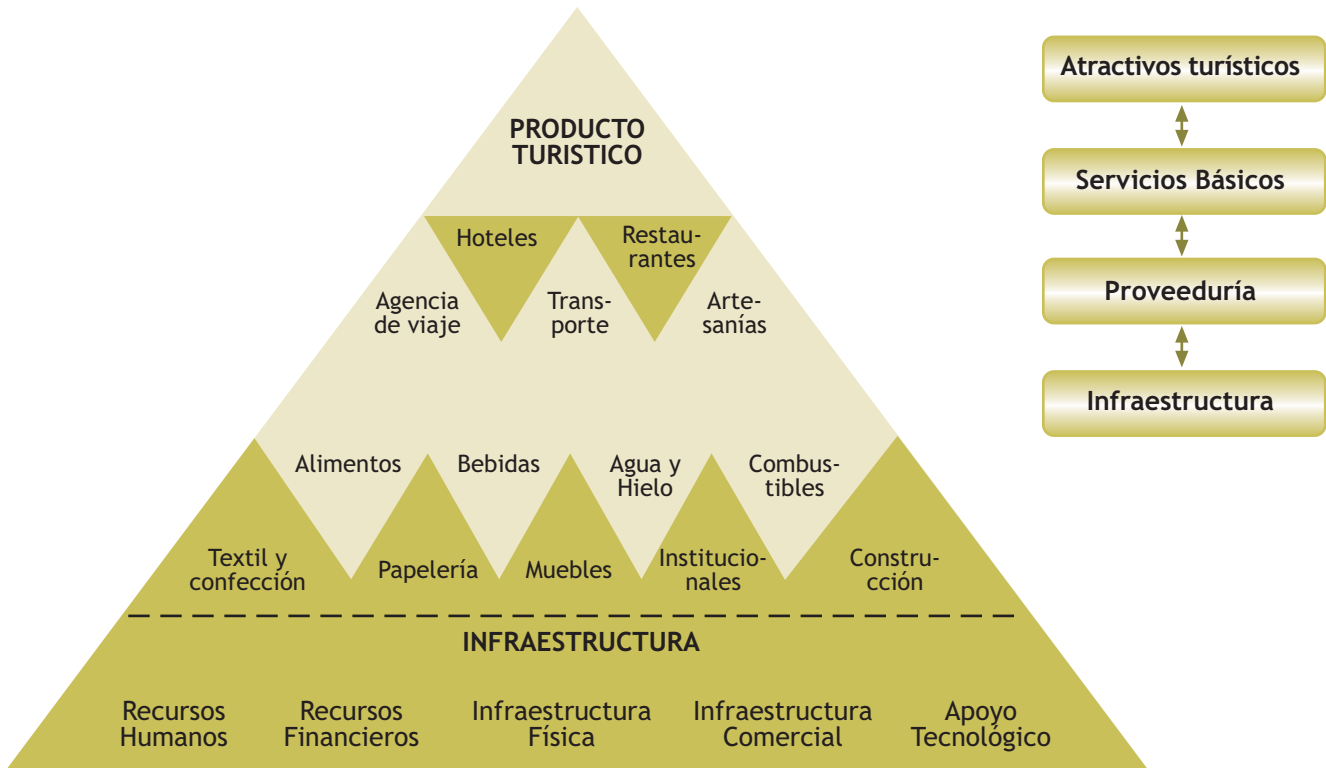 PRODUCTO
TURISTICO
Hoteles
Restau-
rantes
Agencia
de viaje
Trans-
porte
Arte-
sanías
Alimentos
Bebidas
Agua y
Hielo
Combus-
tibles
Textil y
confección
Papelería
Muebles
Institucio-
nales
Constru-
cción
INFRAESTRUCTURA
Recursos
Humanos
Recursos
Financieros
Infraestructura
Física
Infraestructura
Comercial
Apoyo
Tecnológico
Atractivos turísticos
Servicios Básicos
Proveeduría
Infraestructura